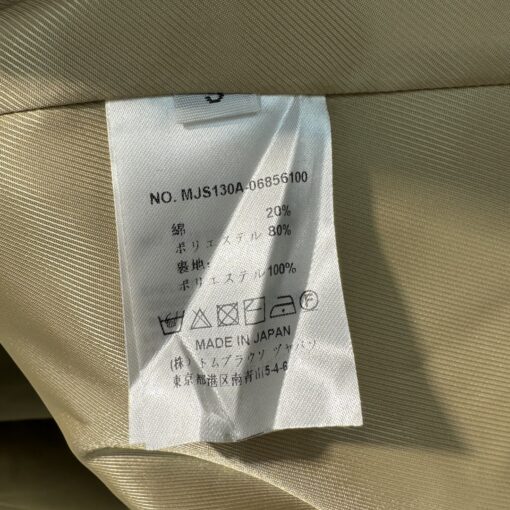 NO. MJS130A-06856100
綿 20%
ポリエステル 80%
裏地:
ポリエステル 100%
MADE IN JAPAN
(株)トムブラウン ジャパン
東京都港区南青山5-4-6